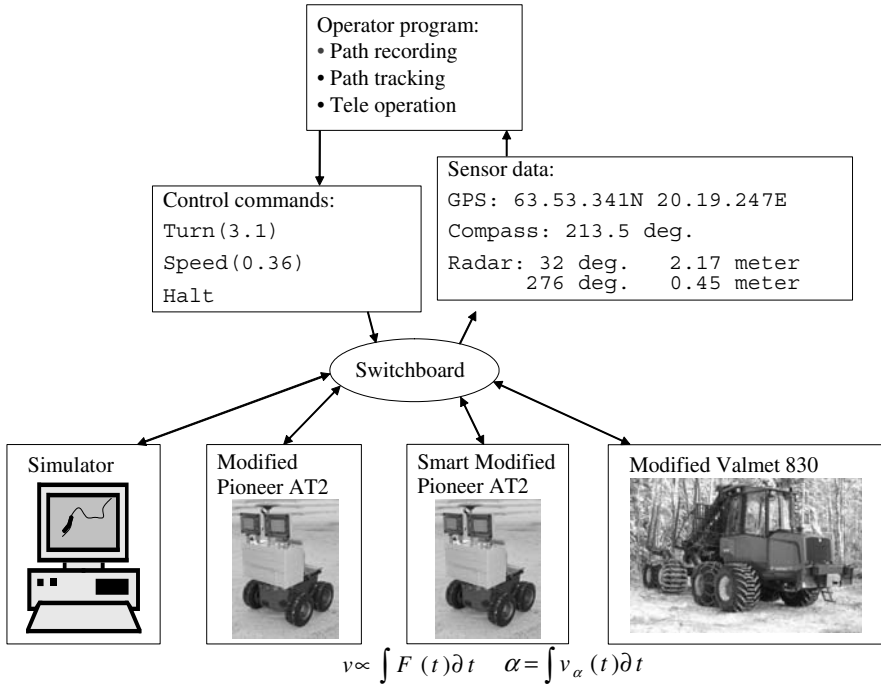 Operator program:
• Path recording
• Path tracking
• Tele operation
Sensor data:
GPS: 63.53.341N 20.19.247E
Compass: 213.5 deg.
Radar: 32 deg. 2.17 meter
276 deg. 0.45 meter
Control commands:
Turn(3.1)
Speed(0.36)
Halt
Switchboard
Simulator
Modified
Pioneer AT2
Smart Modified
Pioneer AT2
Modified Valmet 830
v∝ ∫ F (t)∂ t α= ∫ v_α (t)∂ t